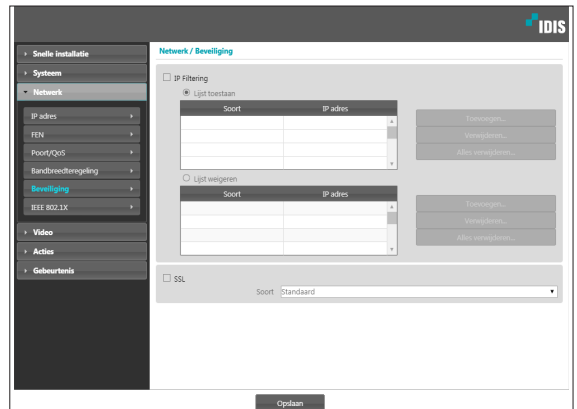 IDIS
Snelle installatie
Systeem
Netwerk
IP adres
FEN
Poort/QoS
Bandbreedteregeling
Beveiliging
IEEE 802.1X
Video
Acties
Gebeurtenis
Netwerk / Beveiliging
IP Filtering
Lijst toestaan
Soort IP adres
Toevoegen...
Verwijderen...
Alles verwijderen...
Lijst weigeren
Soort IP adres
Toevoegen...
Verwijderen...
Alles verwijderen...
SSL
Soort Standaard
Opslaan